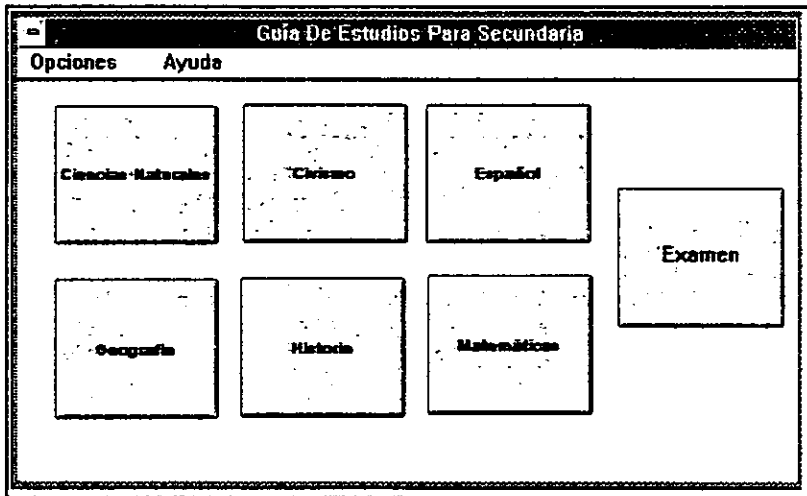 Guía De Estudios Para Secundaria
Opciones Ayuda
Ciencias Naturales Civismo Español
Examen
Geografía Historia Matemáticas